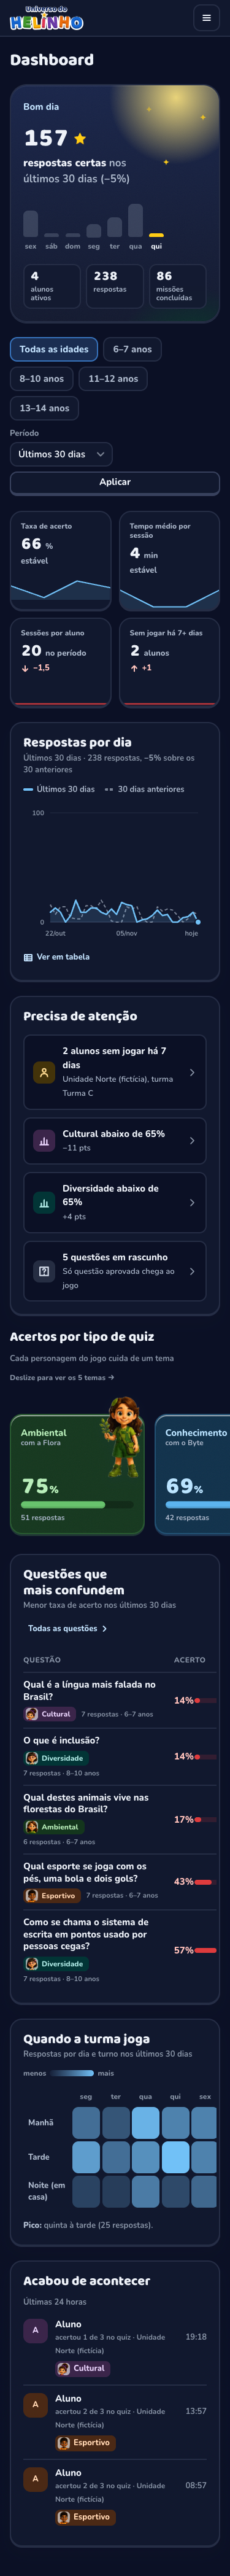 Universo do
HELINHO
Dashboard
Bom dia
157
respostas certas nos
últimos 30 dias (−5%)
sex sáb dom seg ter qua qui
4
alunos
ativos
238
respostas
86
missões
concluídas
Todas as idades
6–7 anos
8–10 anos
11–12 anos
13–14 anos
Período
Últimos 30 dias
Aplicar
Taxa de acerto
66 %
estável
Tempo médio por
sessão
4 min
estável
Sessões por aluno
20 no período
↓ −1,5
Sem jogar há 7+ dias
2 alunos
↑ +1
Respostas por dia
Últimos 30 dias · 238 respostas, −5% sobre os
30 anteriores
Últimos 30 dias
30 dias anteriores
100
0
22/out 05/nov hoje
Ver em tabela
Precisa de atenção
2 alunos sem jogar há 7
dias
Unidade Norte (fictícia), turma
Turma C
Cultural abaixo de 65%
−11 pts
Diversidade abaixo de
65%
+4 pts
5 questões em rascunho
Só questão aprovada chega ao
jogo
Acertos por tipo de quiz
Cada personagem do jogo cuida de um tema
Deslize para ver os 5 temas →
Ambiental
com a Flora
75%
51 respostas
Conhecimento
com o Byte
69%
42 respostas
Questões que
mais confundem
Menor taxa de acerto nos últimos 30 dias
Todas as questões
QUESTÃO ACERTO
Qual é a língua mais falada no
Brasil?
14%
Cultural 7 respostas · 6–7 anos
O que é inclusão?
14%
Diversidade
7 respostas · 8–10 anos
Qual destes animais vive nas
florestas do Brasil?
17%
Ambiental
6 respostas · 6–7 anos
Qual esporte se joga com os
pés, uma bola e dois gols?
43%
Esportivo 7 respostas · 6–7 anos
Como se chama o sistema de
escrita em pontos usado por
pessoas cegas?
57%
Diversidade
7 respostas · 8–10 anos
Quando a turma joga
Respostas por dia e turno nos últimos 30 dias
menos mais
seg ter qua qui sex
Manhã
Tarde
Noite (em
casa)
Pico: quinta à tarde (25 respostas).
Acabou de acontecer
Últimas 24 horas
A
Aluno
acertou 1 de 3 no quiz · Unidade
Norte (fictícia)
19:18
Cultural
A
Aluno
acertou 2 de 3 no quiz · Unidade
Norte (fictícia)
13:57
Esportivo
A
Aluno
acertou 2 de 3 no quiz · Unidade
Norte (fictícia)
08:57
Esportivo